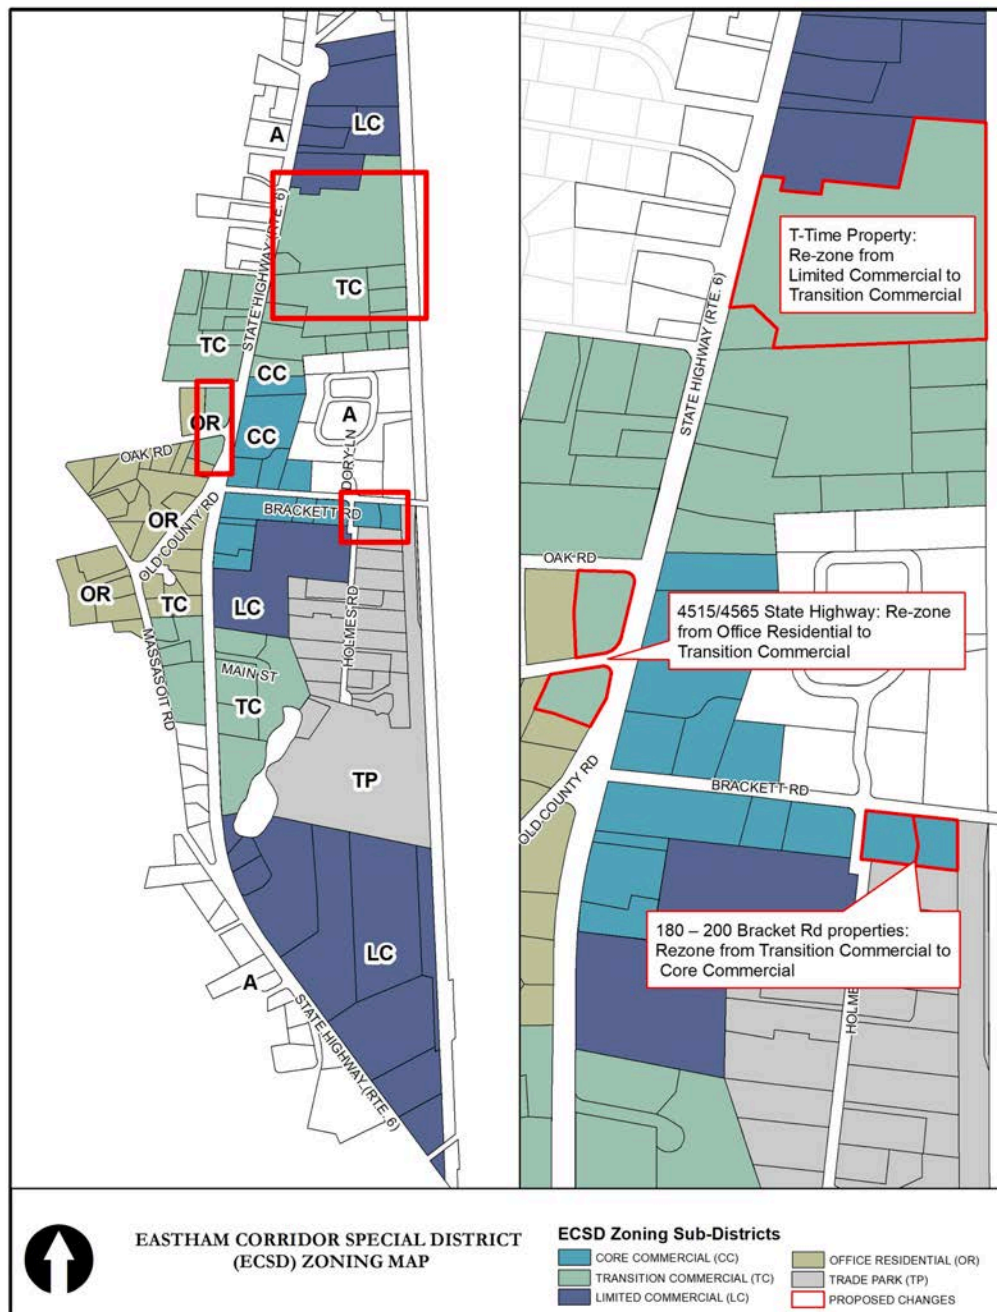 A
LC
STATE HIGHWAY (RTE. 6)
TC
TC
CC
A
OR
CC
OAK RD
DORY LN
BRACKETT RD
OR
OLD COUNTY RD
OR
TC
LC
HOLMES RD
MASSASOIT RD
MAIN ST
TC
TP
LC
A
STATE HIGHWAY (RTE. 6)
T-Time Property:
Re-zone from
Limited Commercial to
Transition Commercial
STATE HIGHWAY (RTE. 6)
OAK RD
4515/4565 State Highway: Re-zone
from Office Residential to
Transition Commercial
BRACKETT RD
OLD COUNTY RD
180 – 200 Bracket Rd properties:
Rezone from Transition Commercial to
Core Commercial
HOLMES
EASTHAM CORRIDOR SPECIAL DISTRICT
(ECSD) ZONING MAP
ECSD Zoning Sub-Districts
CORE COMMERCIAL (CC)
TRANSITION COMMERCIAL (TC)
LIMITED COMMERCIAL (LC)
OFFICE RESIDENTIAL (OR)
TRADE PARK (TP)
PROPOSED CHANGES